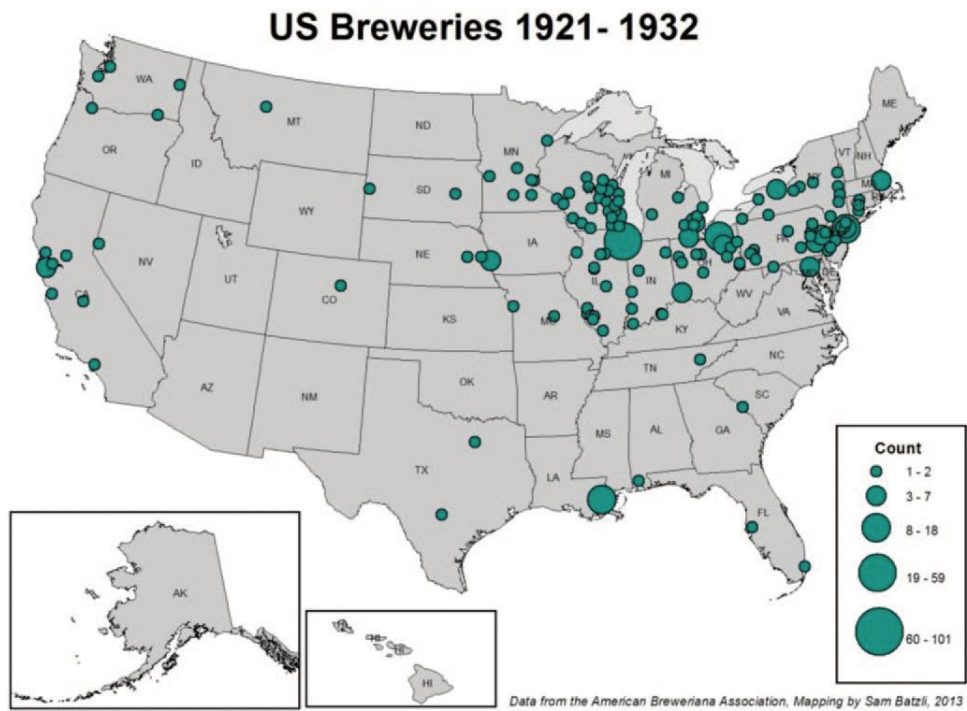 US Breweries 1921- 1932
WA
MT
ND
MN
ME
VT
NH
OR
ID
SD
MI
NY
WY
IA
NE
PA
NV
UT
CO
IL
IN
OH
CA
KS
MO
WV
VA
KY
AZ
NM
OK
AR
TN
NC
SC
MS
AL
GA
TX
LA
FL
AK
HI
HI
Count
1 - 2
3 - 7
8 - 18
19 - 59
60 - 101
Data from the American Breweriana Association, Mapping by Sam Batzli, 2013